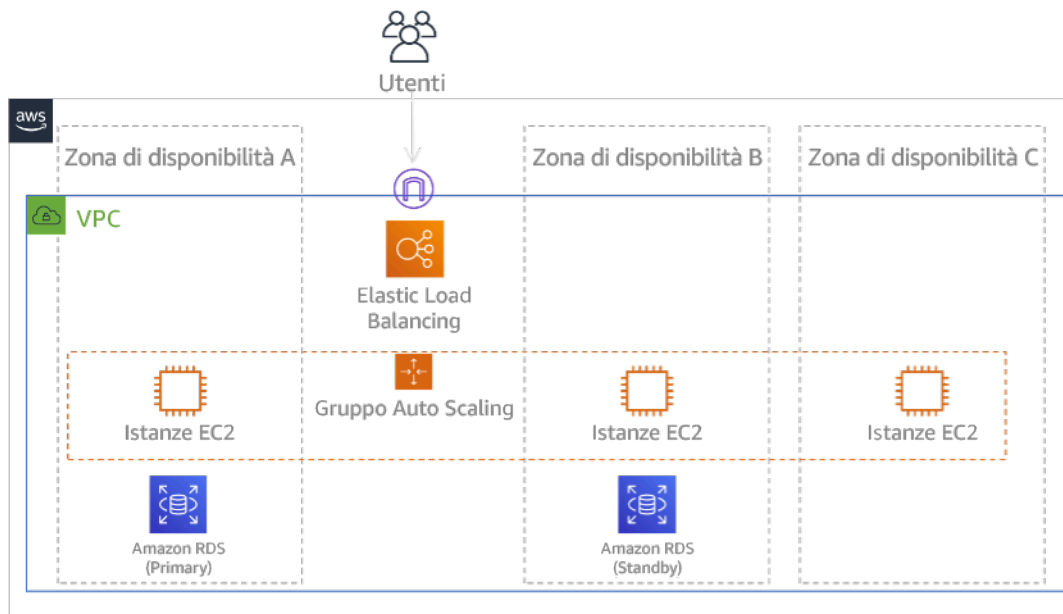 Utenti
aws
Zona di disponibilità A
Zona di disponibilità B
Zona di disponibilità C
VPC
Elastic Load
Balancing
Gruppo Auto Scaling
Istanze EC2
Istanze EC2
Istanze EC2
Amazon RDS
(Primary)
Amazon RDS
(Standby)